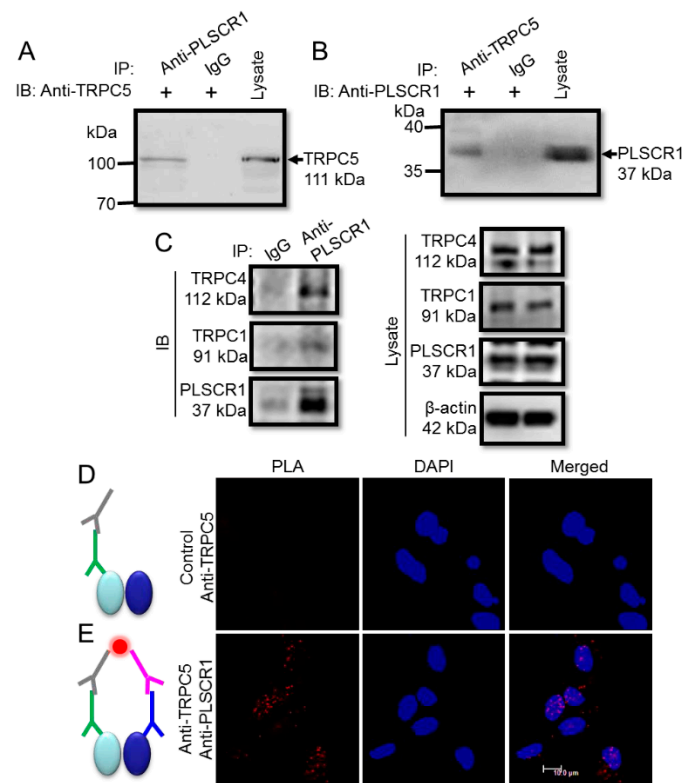 A
Anti-PLSCR1
IgG
Lysate
IP:
IB: Anti-TRPC5
+ +
kDa
100
70
TRPC5
111 kDa
B
Anti-TRPC5
IgG
Lysate
IP:
IB: Anti-PLSCR1
+ +
kDa
40
35
PLSCR1
37 kDa
C
IP:
IgG
Anti-
PLSCR1
IB
TRPC4
112 kDa
TRPC1
91 kDa
PLSCR1
37 kDa
Lysate
TRPC4
112 kDa
TRPC1
91 kDa
PLSCR1
37 kDa
β-actin
42 kDa
PLA
DAPI
Merged
D
Control
Anti-TRPC5
E
Anti-TRPC5
Anti-PLSCR1
10.0 µm